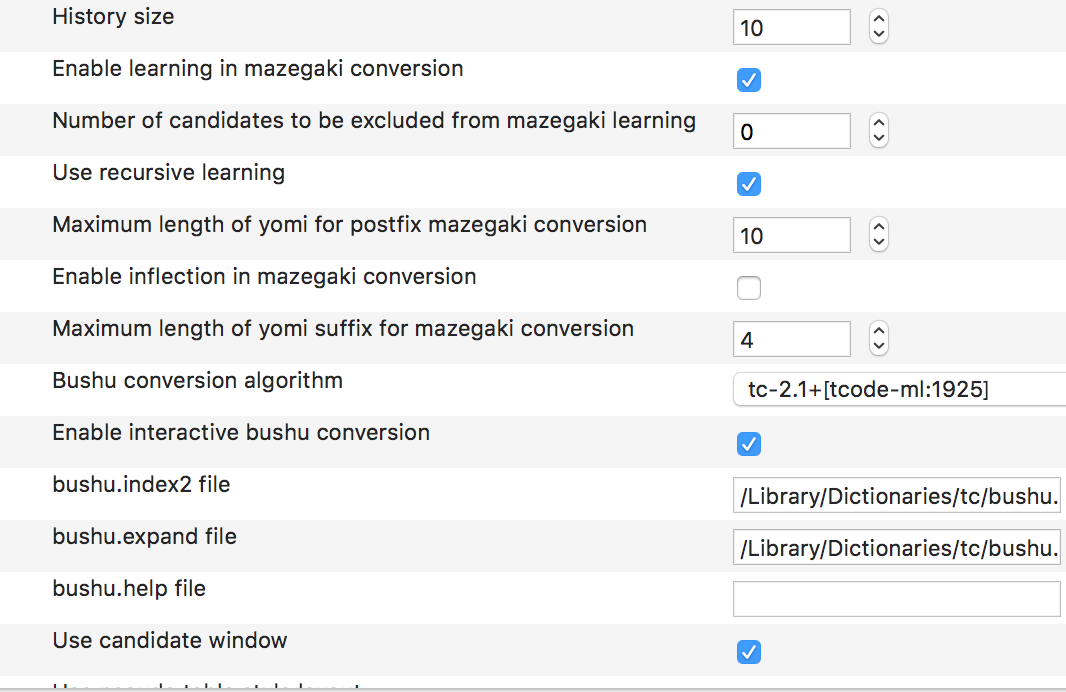 History size
10
Enable learning in mazegaki conversion
Number of candidates to be excluded from mazegaki learning
0
Use recursive learning
Maximum length of yomi for postfix mazegaki conversion
10
Enable inflection in mazegaki conversion
Maximum length of yomi suffix for mazegaki conversion
4
Bushu conversion algorithm
tc-2.1+[tcode-ml:1925]
Enable interactive bushu conversion
bushu.index2 file
/Library/Dictionaries/tc/bushu.
bushu.expand file
/Library/Dictionaries/tc/bushu.
bushu.help file
Use candidate window